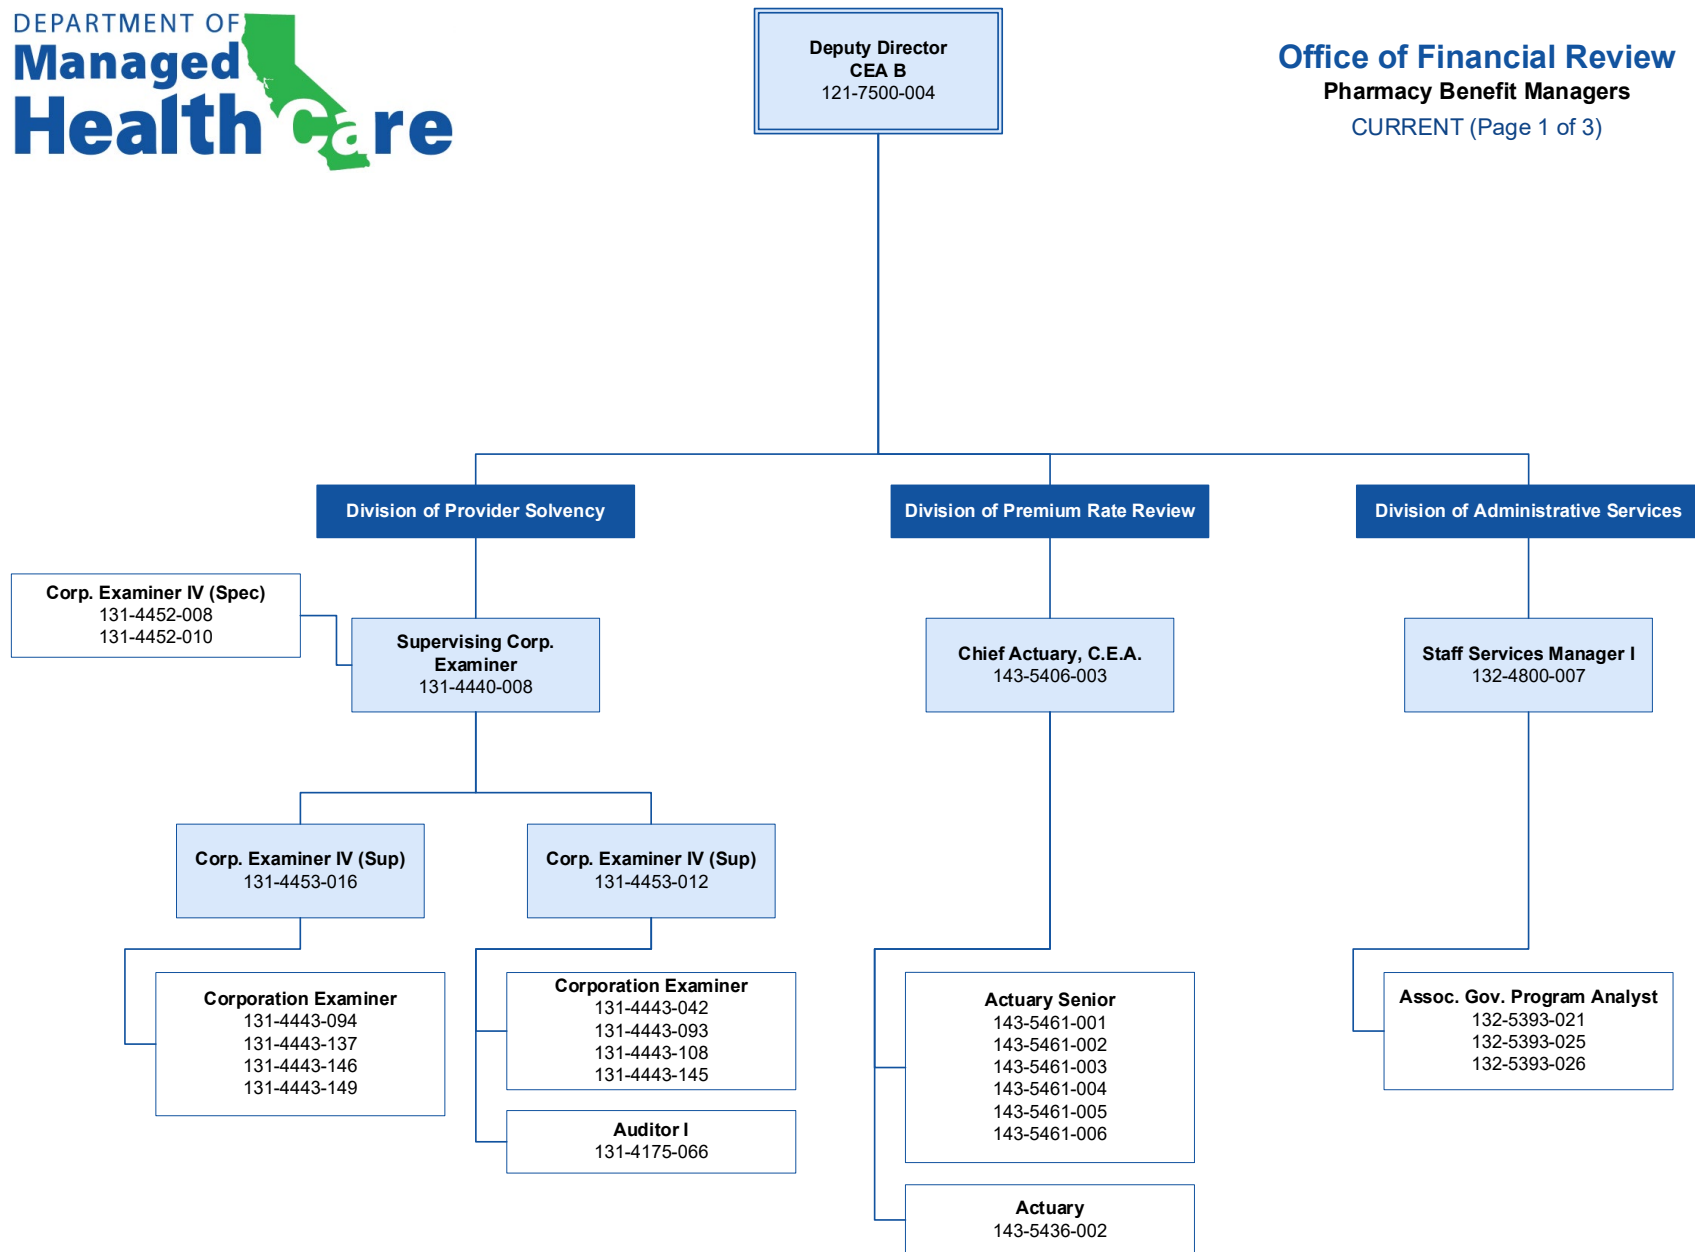 DEPARTMENT OF
Managed
Health Care
Deputy Director
CEA B
121-7500-004
Office of Financial Review
Pharmacy Benefit Managers
CURRENT (Page 1 of 3)
Division of Provider Solvency
Division of Premium Rate Review
Division of Administrative Services
Corp. Examiner IV (Spec)
131-4452-008
131-4452-010
Supervising Corp.
Examiner
131-4440-008
Chief Actuary, C.E.A.
143-5406-003
Staff Services Manager I
132-4800-007
Corp. Examiner IV (Sup)
131-4453-016
Corp. Examiner IV (Sup)
131-4453-012
Corporation Examiner
131-4443-094
131-4443-137
131-4443-146
131-4443-149
Corporation Examiner
131-4443-042
131-4443-093
131-4443-108
131-4443-145
Auditor I
131-4175-066
Actuary Senior
143-5461-001
143-5461-002
143-5461-003
143-5461-004
143-5461-005
143-5461-006
Actuary
143-5436-002
Assoc. Gov. Program Analyst
132-5393-021
132-5393-025
132-5393-026